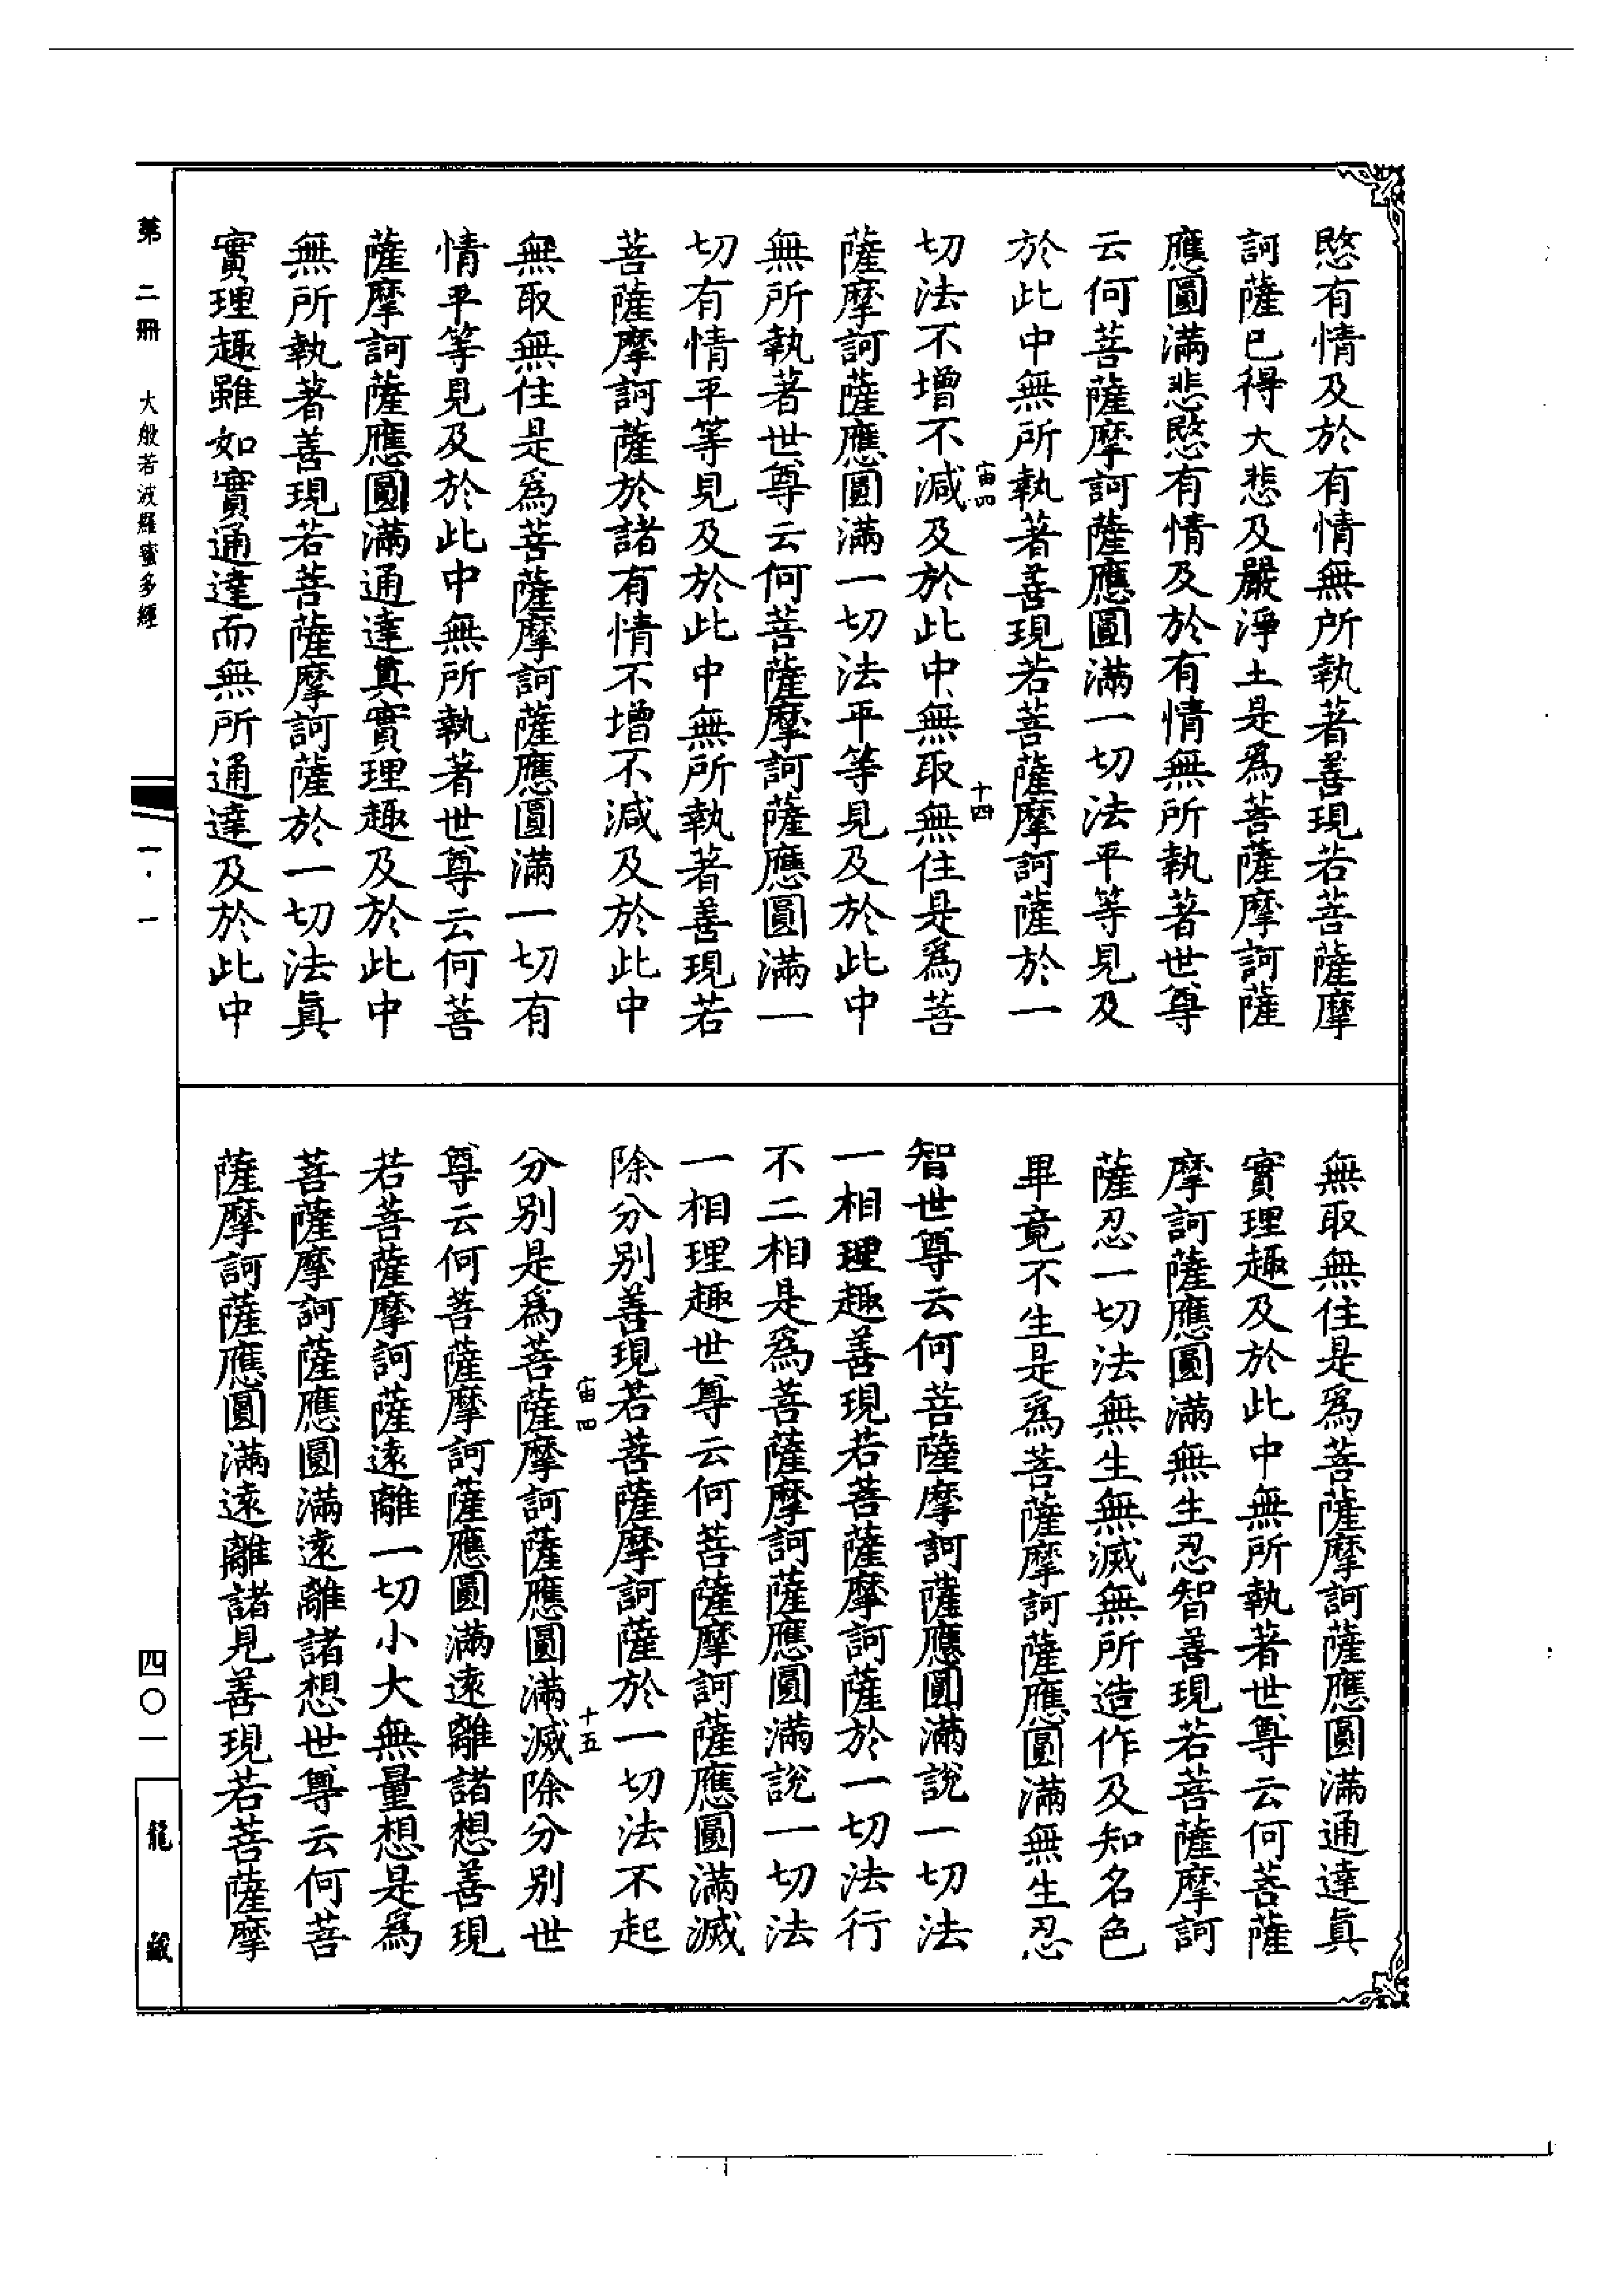 愍有情及於有情無所執著善現若菩薩摩
訶薩已得大悲及嚴淨土是為菩薩摩訶薩
應圓滿悲愍有情及於有情無所執著世尊
云何菩薩摩訶薩應圓滿一切法平等見及
於此中無所執著善現若菩薩摩訶薩於一
宙四
十四
切法不增不減及於此中無取無住是為菩
薩摩訶薩應圓滿一切法平等見及於此中
無所執著世尊云何菩薩摩訶薩應圓滿一
切有情平等見及於此中無所執著善現若
菩薩摩訶薩於諸有情不增不減及於此中
無取無住是為菩薩摩訶薩應圓滿一切有
情平等見及於此中無所執著世尊云何菩
薩摩訶薩應圓滿通達真實理趣及於此中
無所執著善現若菩薩摩訶薩於一切法真
實理趣雖如實通達而無所通達及於此中
無取無住是為菩薩摩訶薩應圓滿通達真
實理趣及於此中無所執著世尊云何菩薩
摩訶薩應圓滿無生忍智善現若菩薩摩訶
薩忍一切法無生無滅無所造作及知名色
畢竟不生是為菩薩摩訶薩應圓滿無生忍
智世尊云何菩薩摩訶薩應圓滿說一切法
一相理趣善現若菩薩摩訶薩於一切法行
不二相是為菩薩摩訶薩應圓滿說一切法
一相理趣世尊云何菩薩摩訶薩應圓滿滅
除分別善現若菩薩摩訶薩於一切法不起
宙四
十五
分別是為菩薩摩訶薩應圓滿滅除分別世
尊云何菩薩摩訶薩應圓滿遠離諸想善現
若菩薩摩訶薩遠離一切小大無量想是為
菩薩摩訶薩應圓滿遠離諸想世尊云何菩
薩摩訶薩應圓滿遠離諸見善現若菩薩摩
第二冊 大般若波羅蜜多經
一·一
四〇一
龍藏